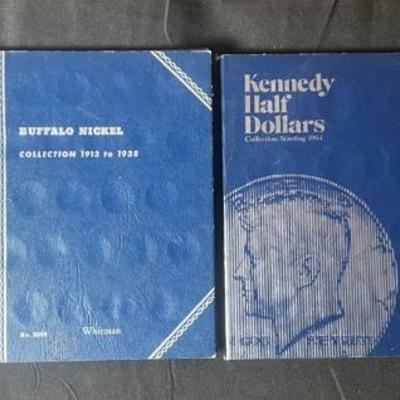 BUFFALO NICKEL
COLLECTION 1913 to 1938
Whitman
Kennedy
Half
Dollars
Collection Starting 1964